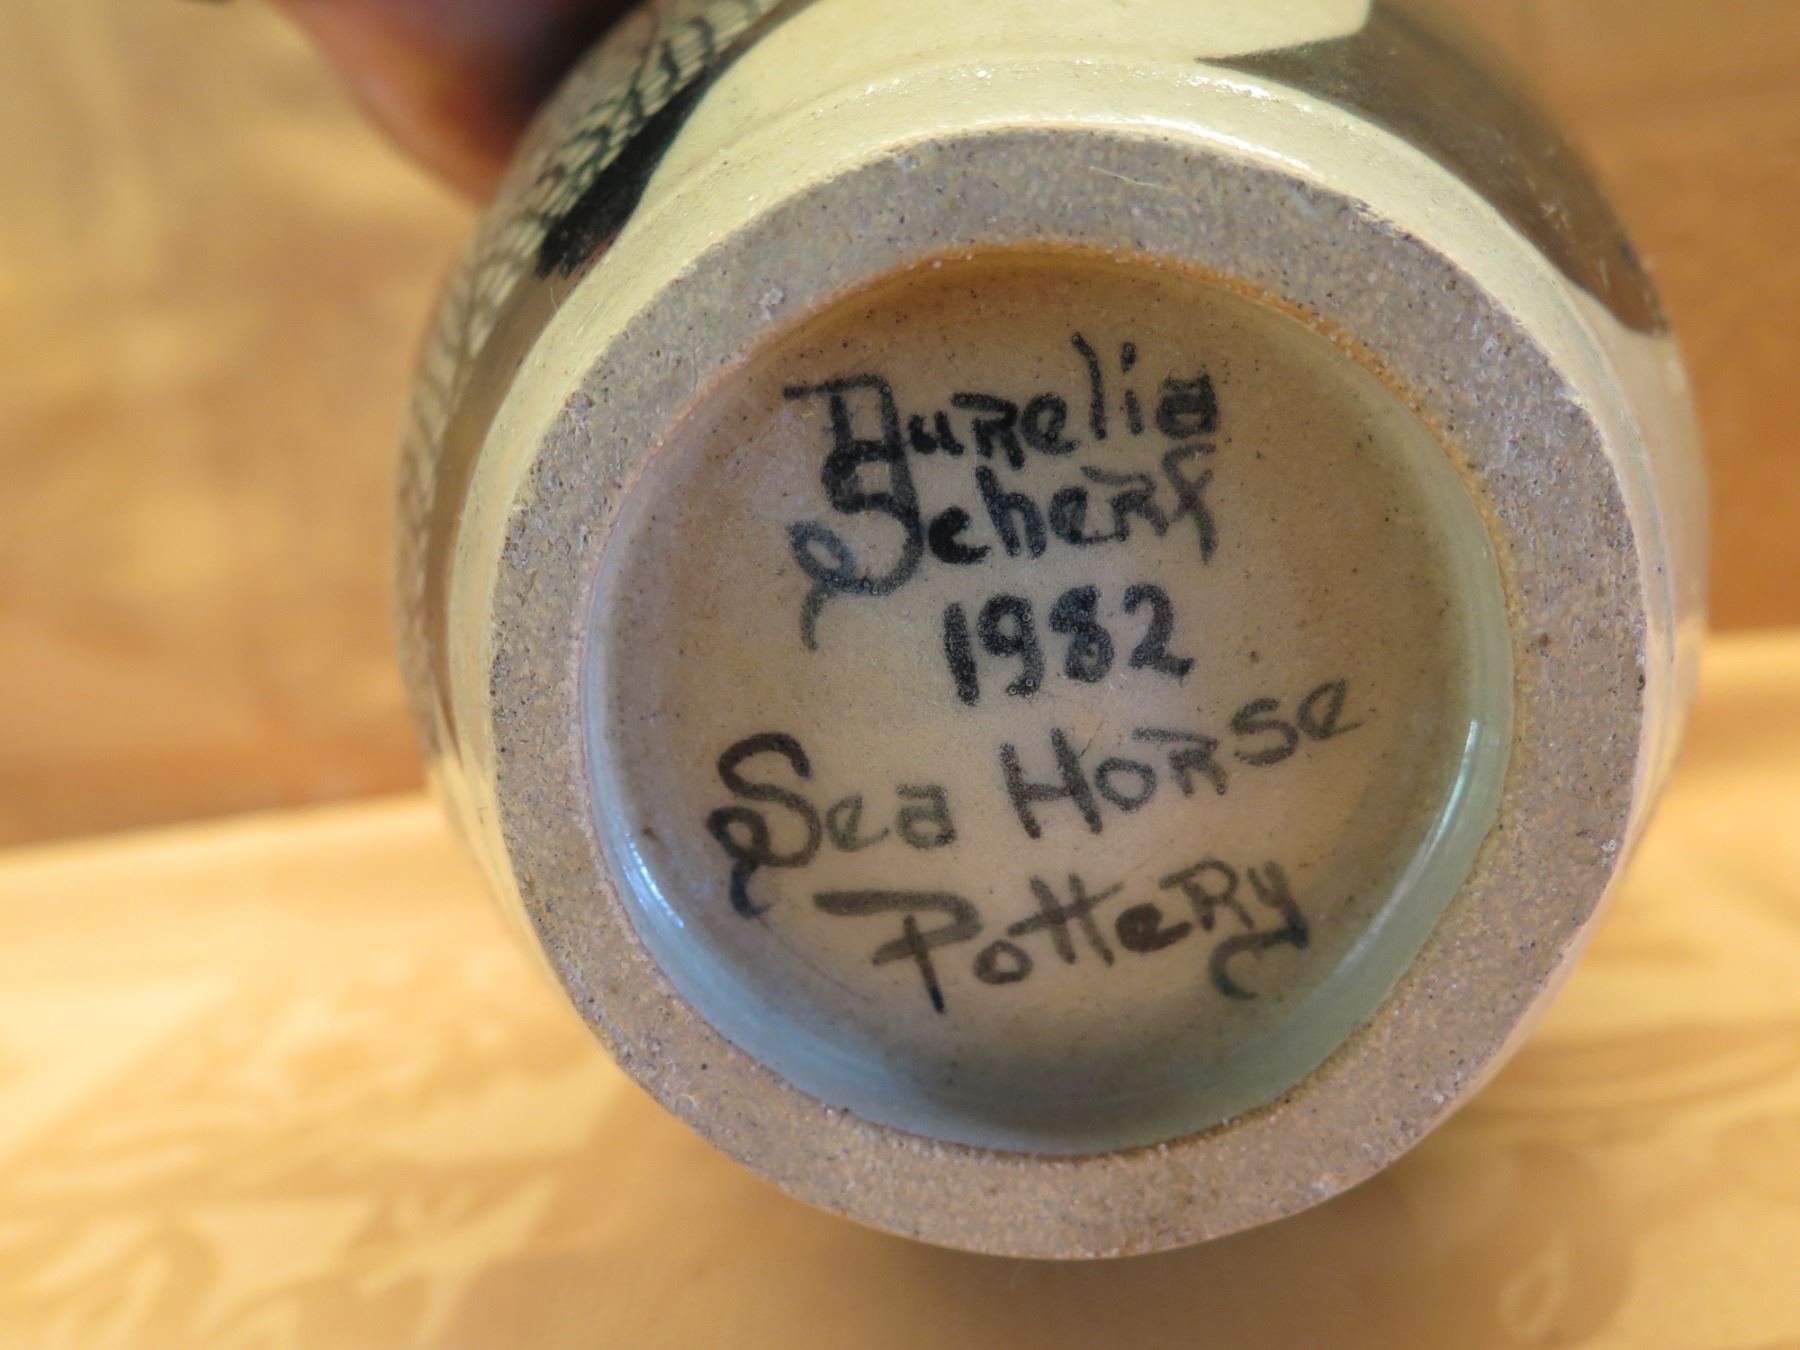 Aurelia
Scherf
1982
Sea Horse
Pottery